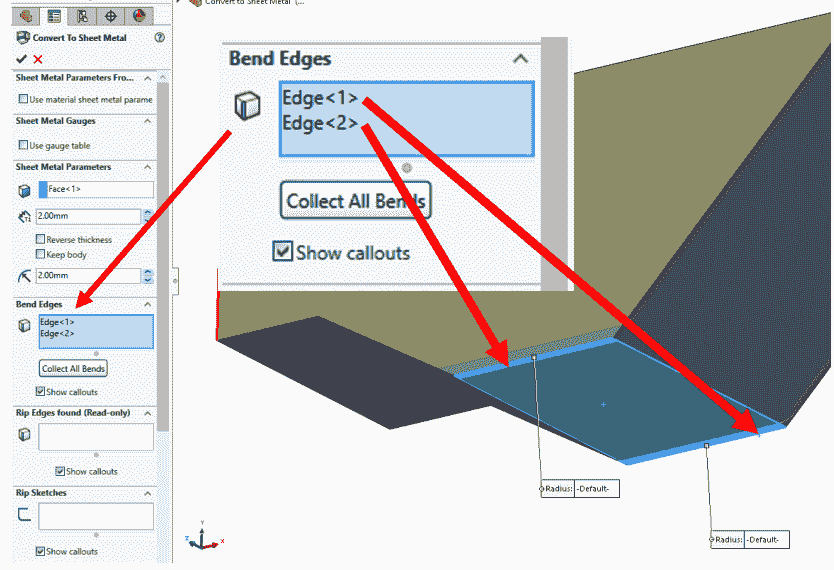 Convert to Sheet Metal (...
Convert To Sheet Metal
Sheet Metal Parameters Fro...
Use material sheet metal parame
Sheet Metal Gauges
Use gauge table
Sheet Metal Parameters
Face<1>
2.00mm
Reverse thickness
Keep body
2.00mm
Bend Edges
Edge<1>
Edge<2>
Collect All Bends
Show callouts
Rip Edges found (Read-only)
Show callouts
Rip Sketches
Show callouts
Bend Edges
Edge<1>
Edge<2>
Collect All Bends
Show callouts
Radius: -Default-
Radius: -Default-
Y
Z
X